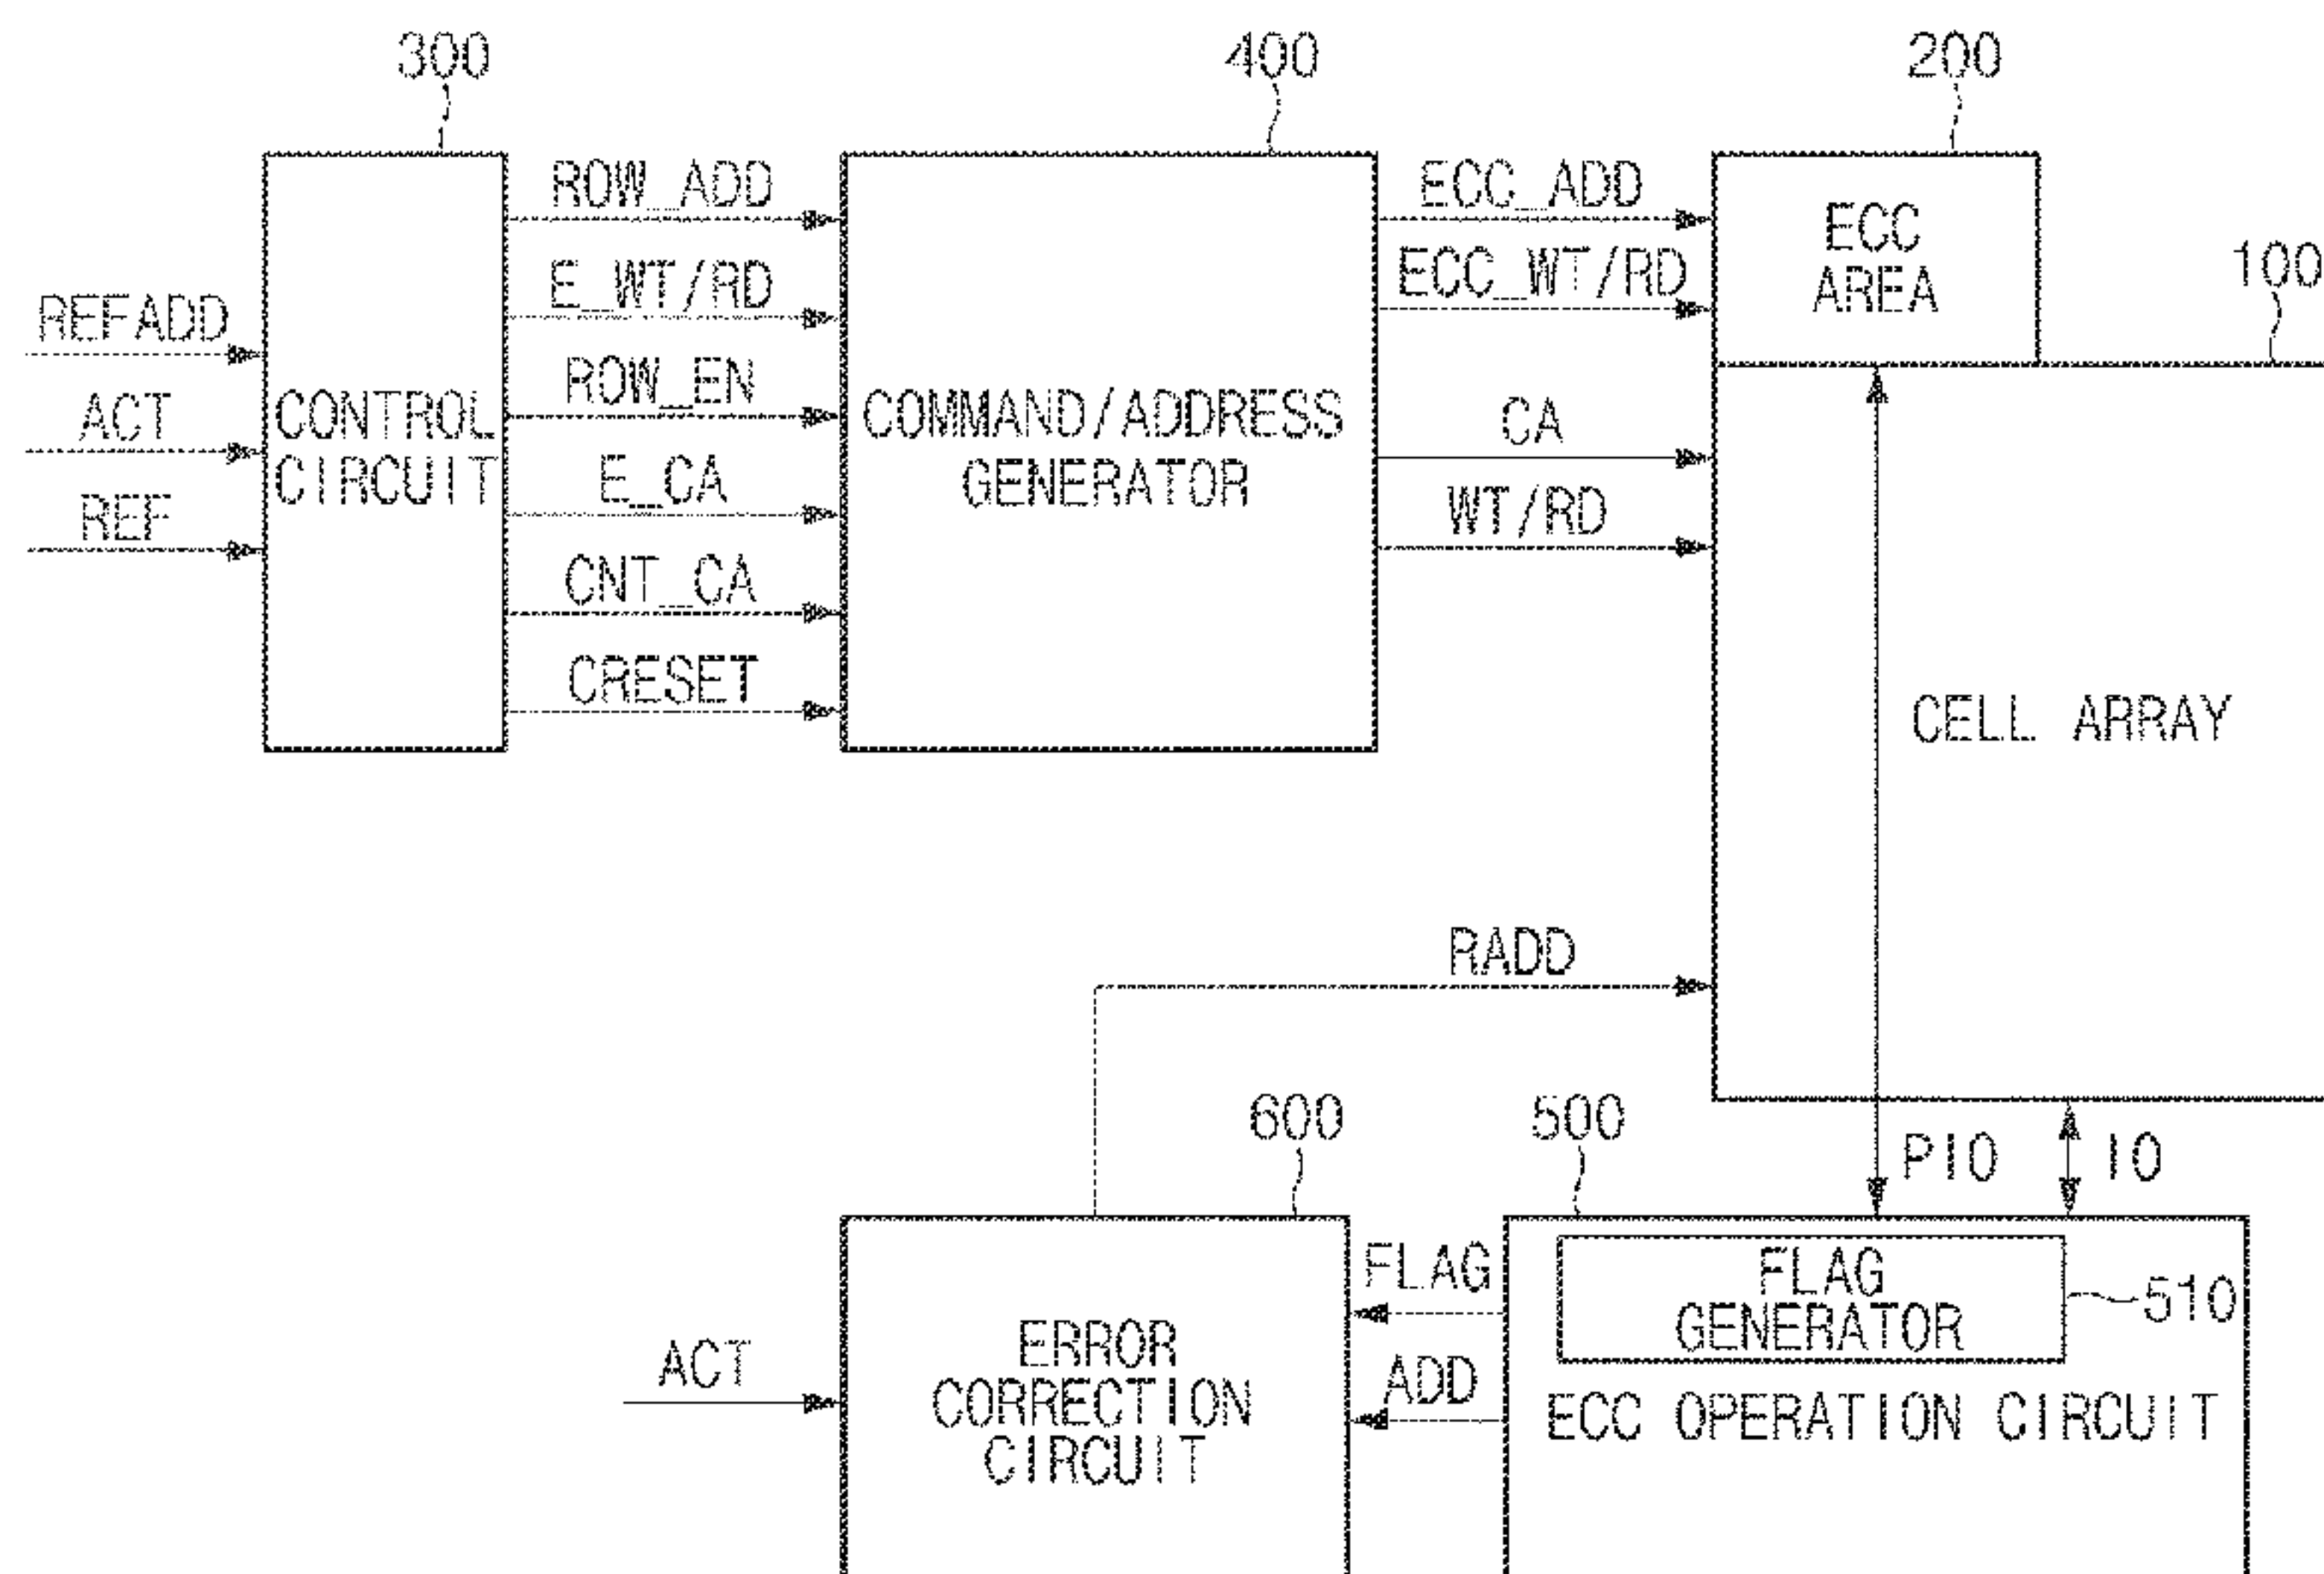 300
400
200
ROW_ADD
E_WT/RD
ROW_EN
E_CA
CNT_CA
CRESET
REFADD
ACT
REF
CONTROL
CIRCUIT
COMMAND/ADDRESS
GENERATOR
ECC_ADD
ECC_WT/RD
CA
WT/RD
ECC
AREA
100
CELL ARRAY
RADD
600
500
PIO
IO
FLAG
ADD
FLAG
GENERATOR
510
ECC OPERATION CIRCUIT
ACT
ERROR
CORRECTION
CIRCUIT